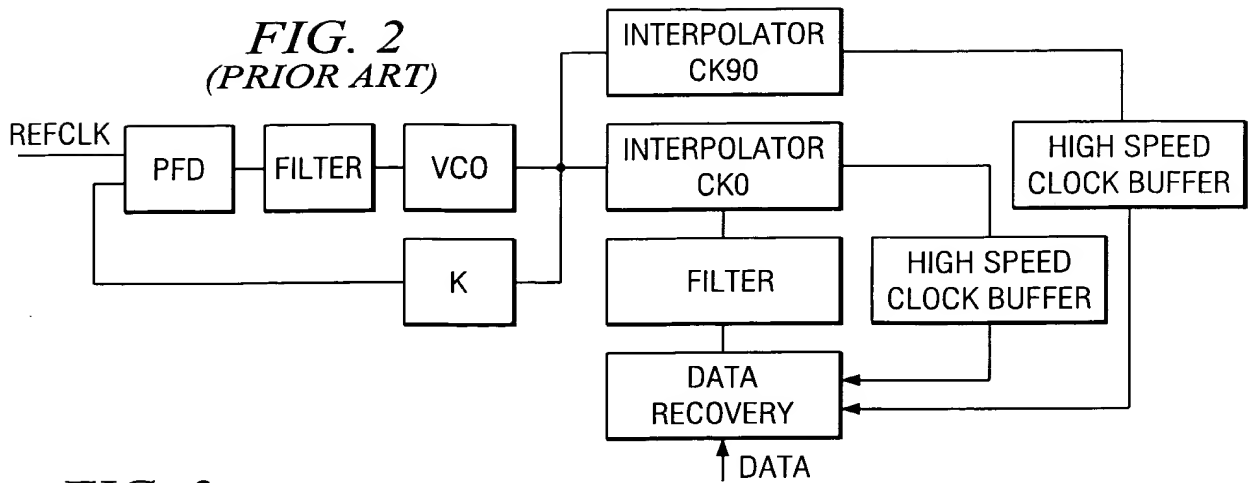 FIG. 2
(PRIOR ART)
INTERPOLATOR
CK90
REFCLK
PFD
FILTER
VCO
INTERPOLATOR
CK0
HIGH SPEED
CLOCK BUFFER
K
FILTER
HIGH SPEED
CLOCK BUFFER
DATA
RECOVERY
DATA